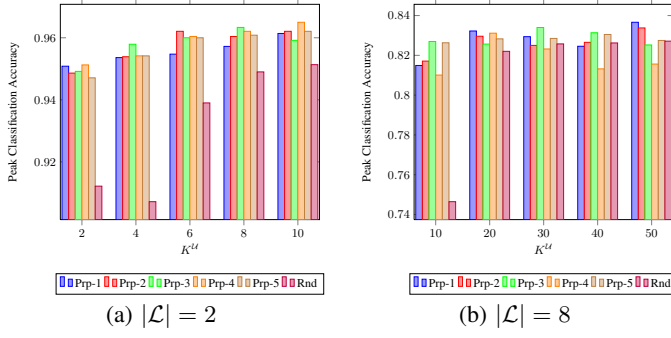 0.96
0.94
0.92
Peak Classification Accuracy
2 4 6 8 10
K^U
Prp-1 Prp-2 Prp-3 Prp-4 Prp-5 Rnd
(a) |L| = 2
0.84
0.82
0.8
0.78
0.76
0.74
Peak Classification Accuracy
10 20 30 40 50
K^U
Prp-1 Prp-2 Prp-3 Prp-4 Prp-5 Rnd
(b) |L| = 8